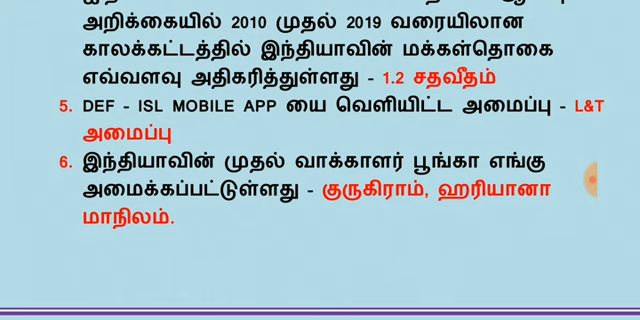 அறிக்கையில் 2010 முதல் 2019 வரையிலான
காலக்கட்டத்தில் இந்தியாவின் மக்கள்தொகை
எவ்வளவு அதிகரித்துள்ளது - 1.2 சதவீதம்
5. DEF - ISL MOBILE APP யை வெளியிட்ட அமைப்பு - L&T
அமைப்பு
6. இந்தியாவின் முதல் வாக்காளர் பூங்கா எங்கு
அமைக்கப்பட்டுள்ளது - குருகிராம், ஹரியானா
மாநிலம்.